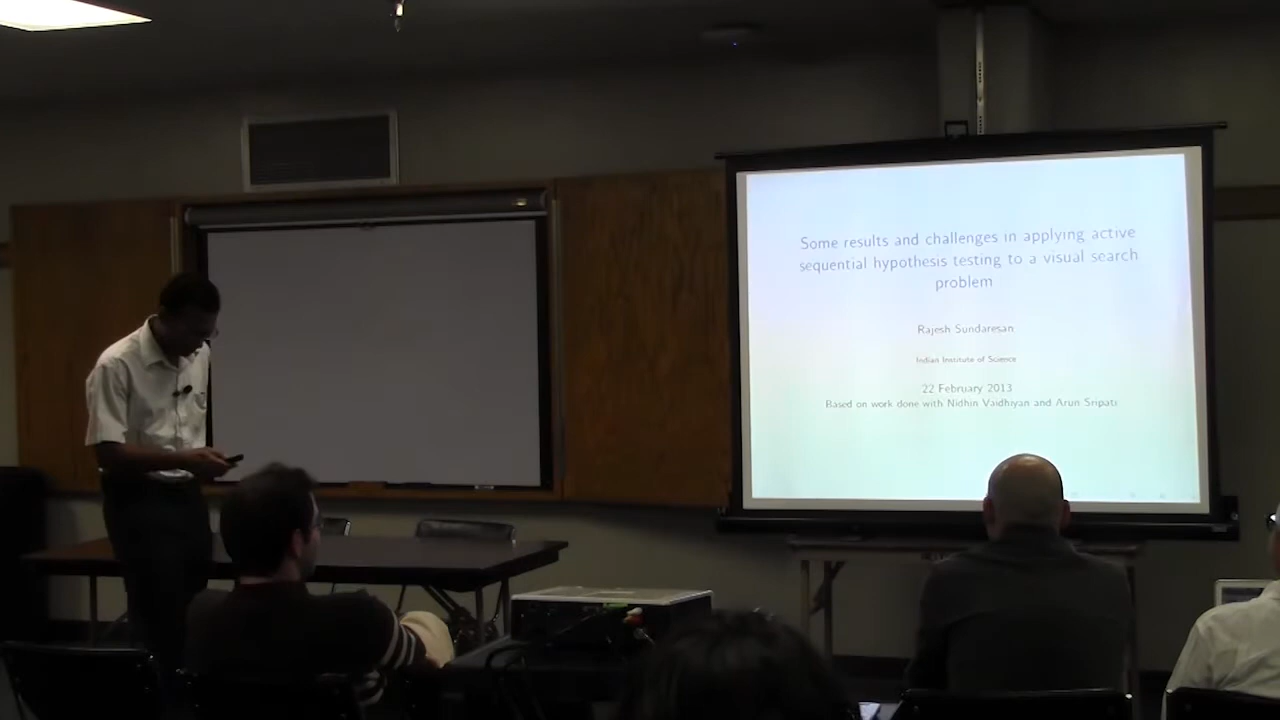 Some results and challenges in applying active
sequential hypothesis testing to a visual search
problem
Rajesh Sundaresan
Indian Institute of Science
22 February 2013
Based on work done with Nidhin Vaidhiyan and Arun Sripati